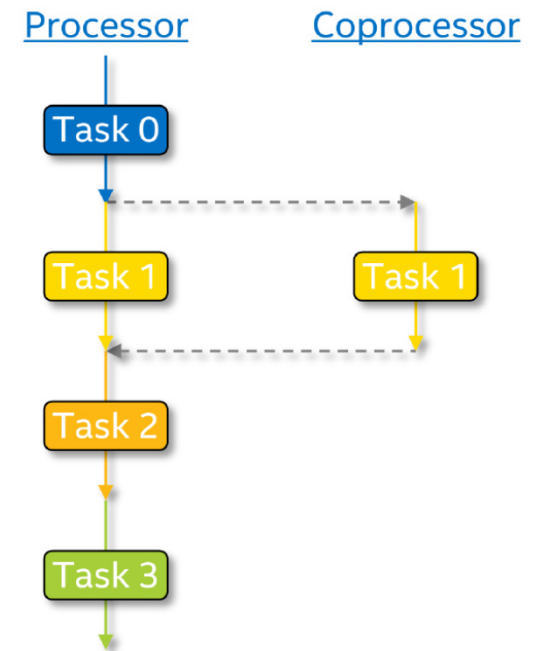 Processor Coprocessor
Task 0
Task 1 Task 1
Task 2
Task 3